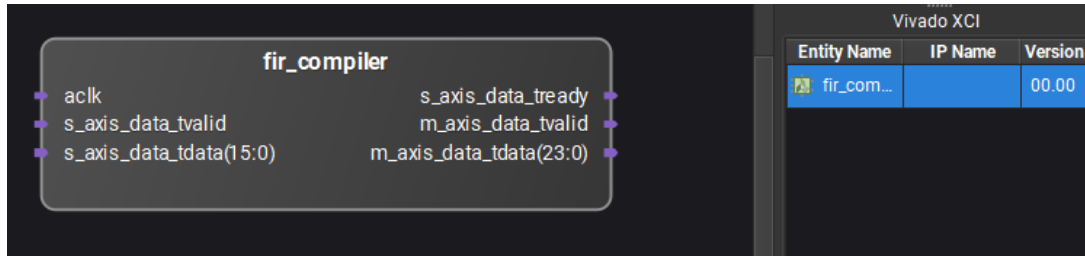 fir_compiler
aclk
s_axis_data_tready
s_axis_data_tvalid
m_axis_data_tvalid
s_axis_data_tdata(15:0)
m_axis_data_tdata(23:0)
Vivado XCI
Entity Name IP Name Version
fir_com... 00.00